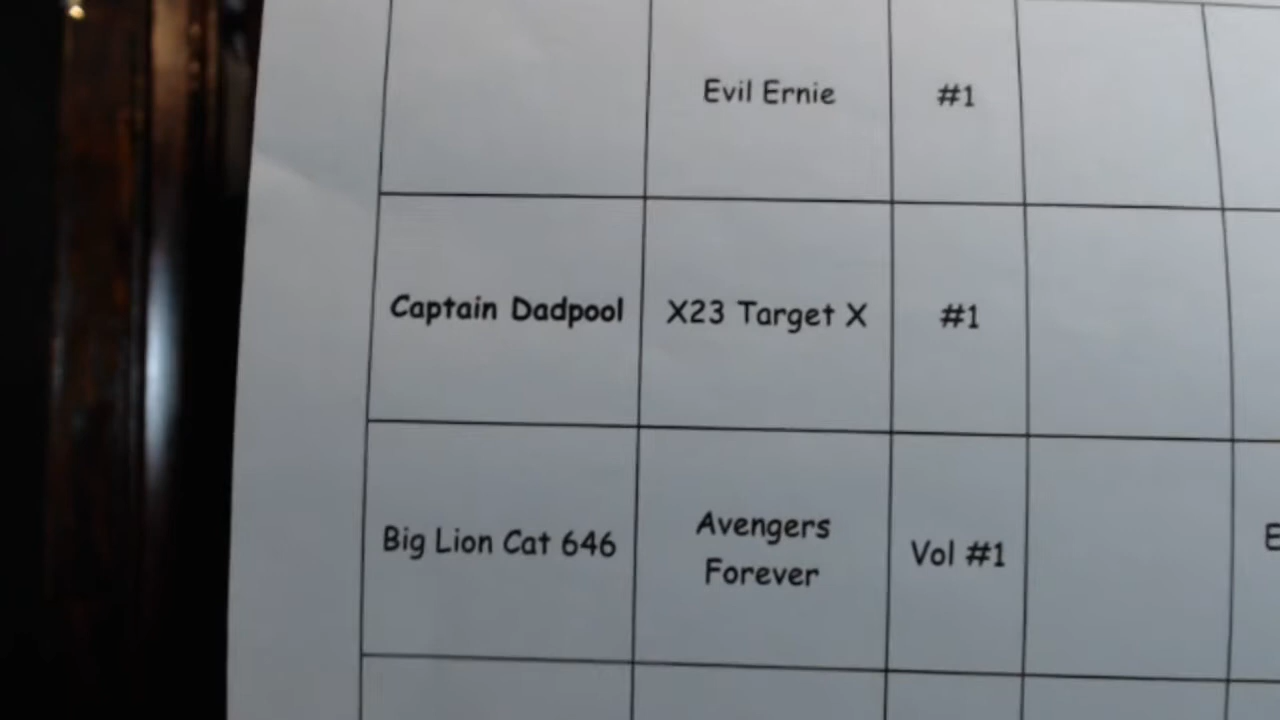 Evil Ernie #1
Captain Dadpool X23 Target X #1
Big Lion Cat 646 Avengers Forever Vol #1